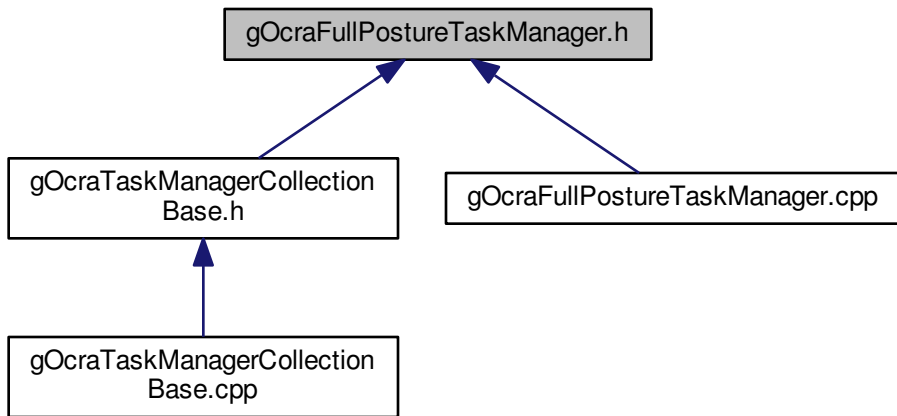 gOcraFullPostureTaskManager.h
gOcraTaskManagerCollection
Base.h
gOcraFullPostureTaskManager.cpp
gOcraTaskManagerCollection
Base.cpp